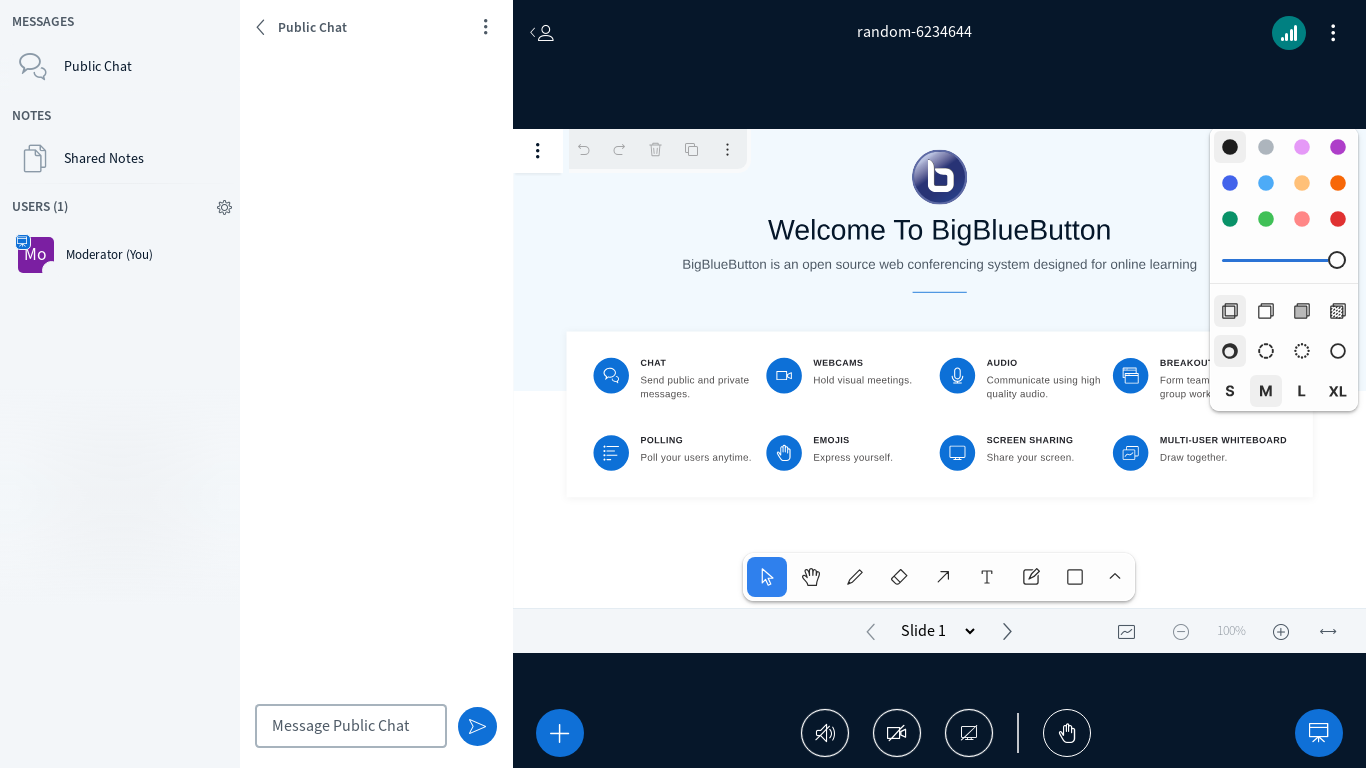 MESSAGES
Public Chat
NOTES
Shared Notes
USERS (1)
Mo
Moderator (You)
Public Chat
Message Public Chat
random-6234644
Welcome To BigBlueButton
BigBlueButton is an open source web conferencing system designed for online learning
CHAT
Send public and private
messages.
WEBCAMS
Hold visual meetings.
AUDIO
Communicate using high
quality audio.
BREAKOU
Form team
group work
POLLING
Poll your users anytime.
EMOJIS
Express yourself.
SCREEN SHARING
Share your screen.
MULTI-USER WHITEBOARD
Draw together.
S M L XL
T
Slide 1
100%